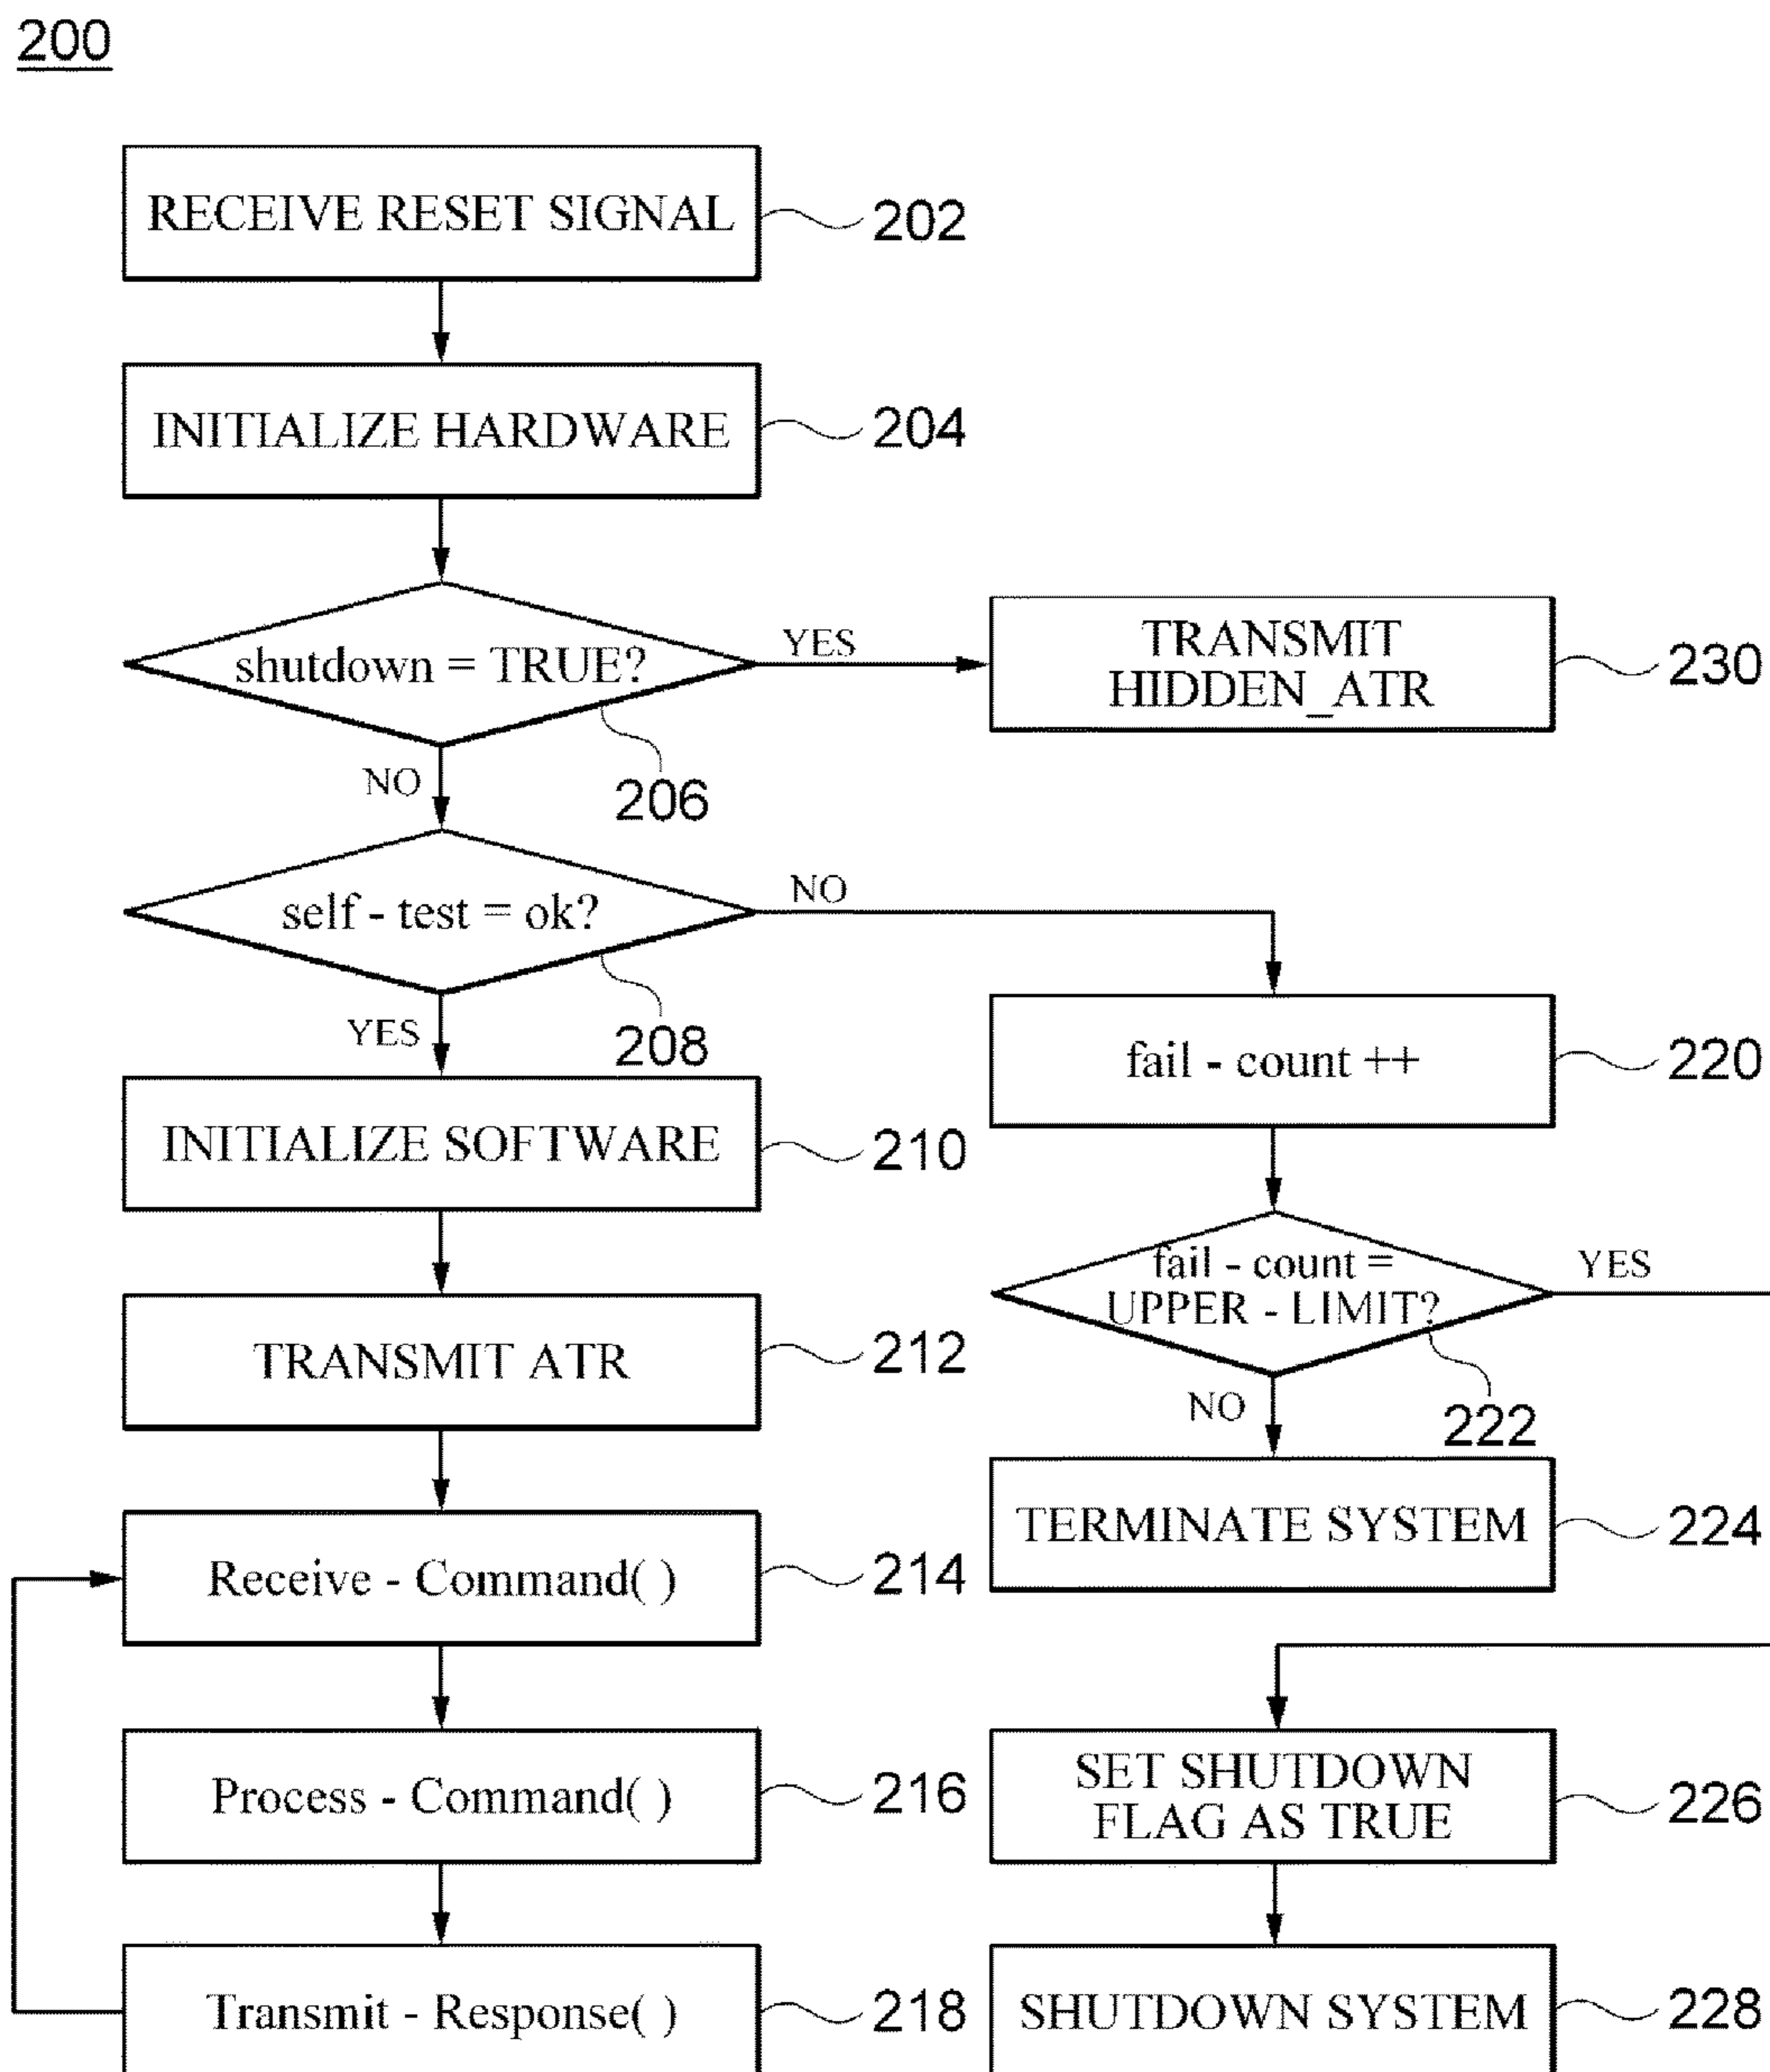 200
RECEIVE RESET SIGNAL
202
INITIALIZE HARDWARE
204
shutdown = TRUE?
YES
206
NO
TRANSMIT
HIDDEN_ATR
230
self - test = ok?
NO
208
YES
fail - count ++
220
INITIALIZE SOFTWARE
210
fail - count =
UPPER - LIMIT?
YES
222
NO
TRANSMIT ATR
212
TERMINATE SYSTEM
224
Receive - Command( )
214
Process - Command( )
216
SET SHUTDOWN
FLAG AS TRUE
226
Transmit - Response( )
218
SHUTDOWN SYSTEM
228